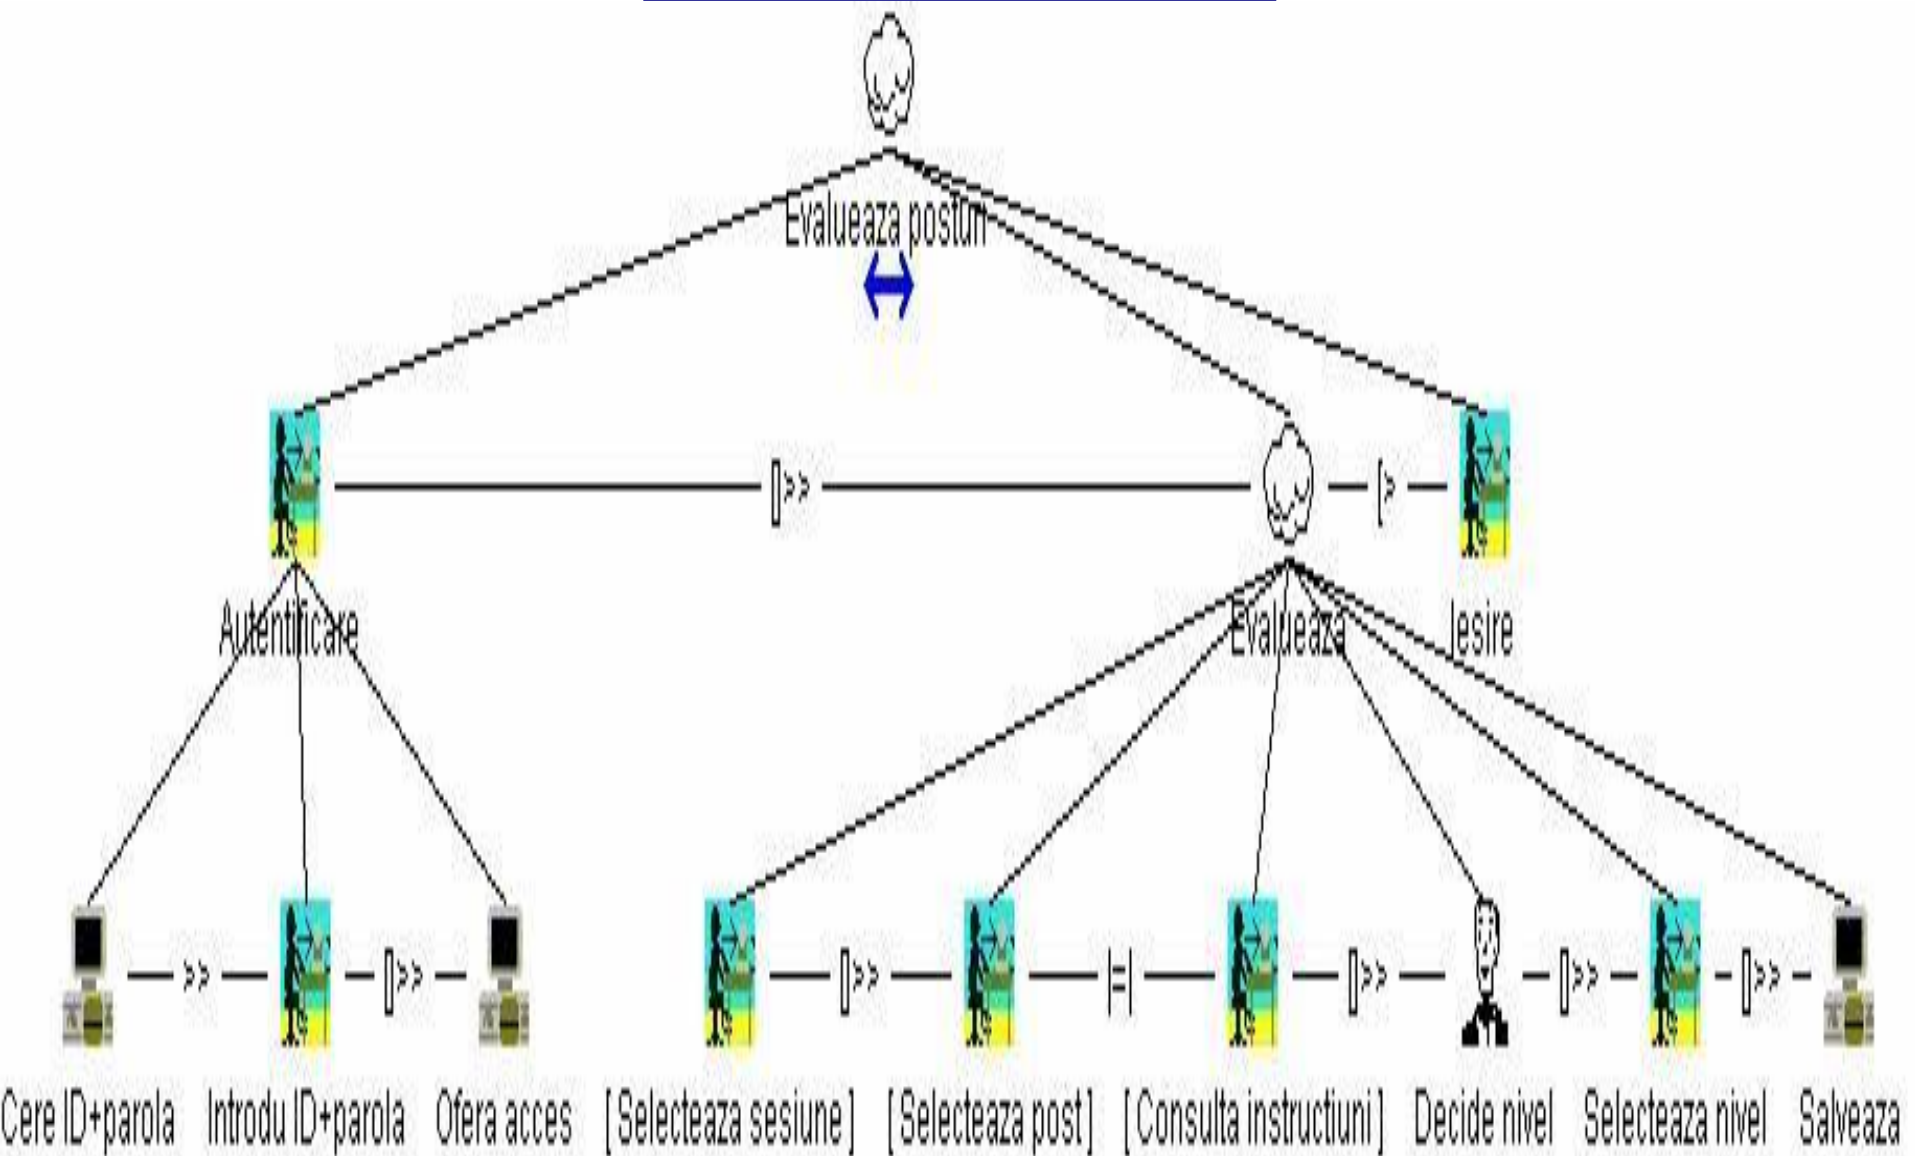 Evalueaza posturi
[]>>
[>
Autentificare
Evalueaza
Iesire
>>
[]>>
[]>>
|=|
[]>>
[]>>
[]>>
Cere ID+parola
Introdu ID+parola
Ofera acces
[ Selecteaza sesiune ]
[ Selecteaza post ]
[ Consulta instructiuni ]
Decide nivel
Selecteaza nivel
Salveaza